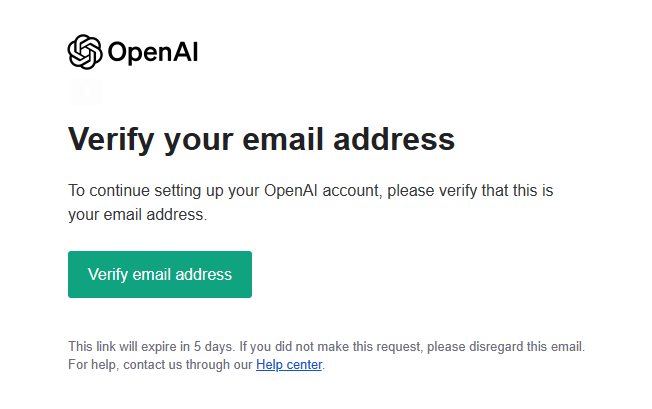 OpenAI
Verify your email address
To continue setting up your OpenAI account, please verify that this is
your email address.
Verify email address
This link will expire in 5 days. If you did not make this request, please disregard this email.
For help, contact us through our Help center.